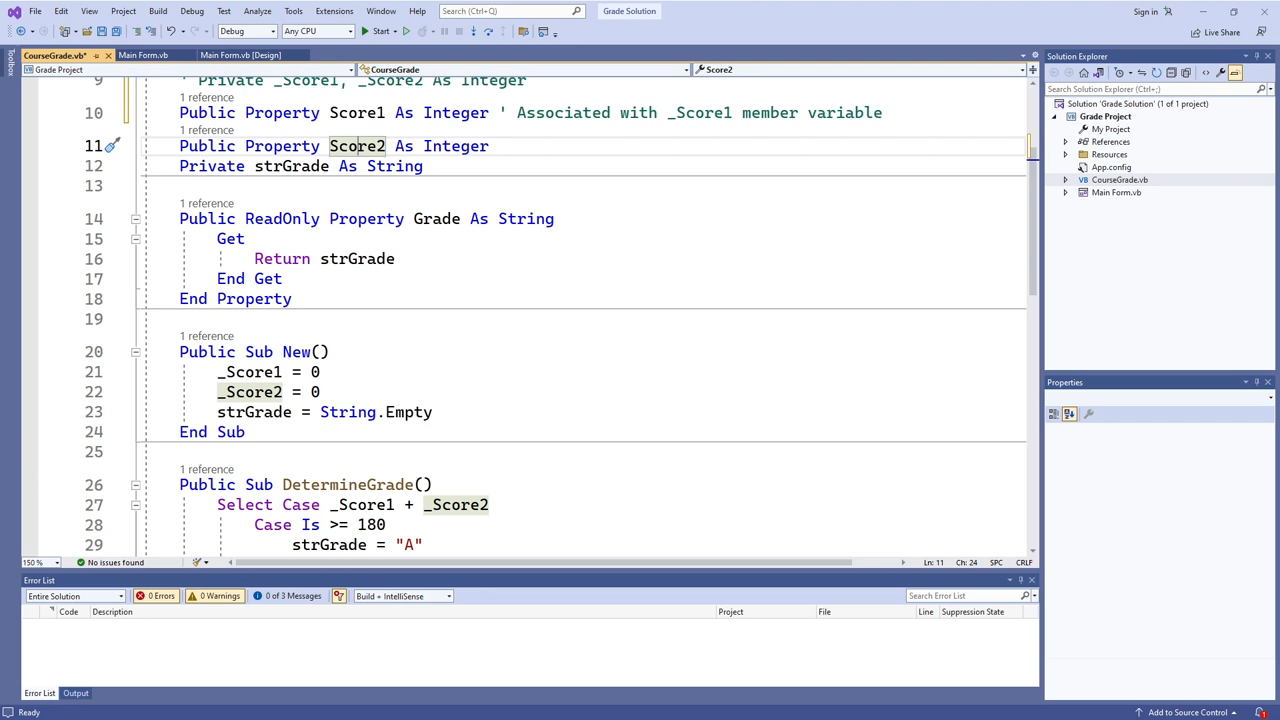 File Edit View Project Build Debug Test Analyze Tools Extensions Window Help Search (Ctrl+;) Grade Solution Sign in
Debug Any CPU Start Live Share
Toolbox
CourseGrade.vb* Main Form.vb Main Form.vb [Design]
Grade Project CourseGrade Score2
9 ' Private _Score1, _Score2 As Integer
1 reference
10 Public Property Score1 As Integer ' Associated with _Score1 member variable
1 reference
11 Public Property Score2 As Integer
12 Private strGrade As String
13
1 reference
14 Public ReadOnly Property Grade As String
15 Get
16 Return strGrade
17 End Get
18 End Property
19
1 reference
20 Public Sub New()
21 _Score1 = 0
22 _Score2 = 0
23 strGrade = String.Empty
24 End Sub
25
1 reference
26 Public Sub DetermineGrade()
27 Select Case _Score1 + _Score2
28 Case Is >= 180
29 strGrade = "A"
150 % No issues found Ln: 11 Ch: 24 SPC CRLF
Solution Explorer
Search Solution Explorer (Ctrl+;)
Solution 'Grade Solution' (1 of 1 project)
Grade Project
My Project
References
Resources
App.config
CourseGrade.vb
Main Form.vb
Properties
Error List
Entire Solution 0 Errors 0 Warnings 0 of 3 Messages Build + IntelliSense Search Error List
Code Description Project File Line Suppression State
Error List Output
Ready Add to Source Control 1